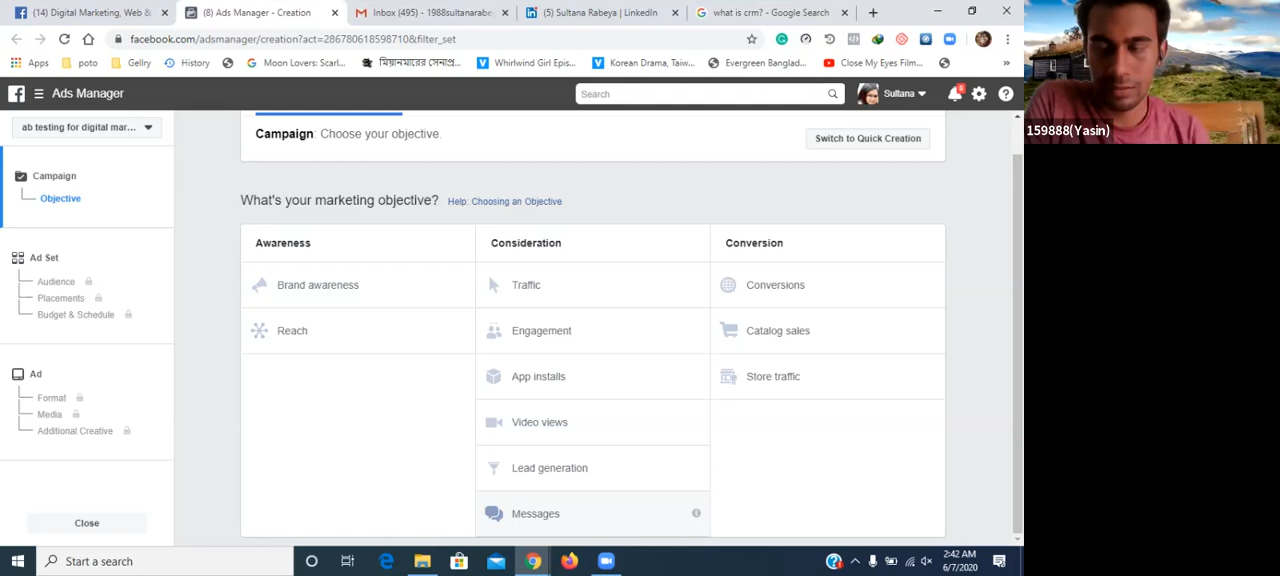 (14) Digital Marketing, Web &
(8) Ads Manager - Creation
Inbox (495) - 1988sultanarabe
(5) Sultana Rabeya | LinkedIn
what is crm? - Google Search
facebook.com/adsmanager/creation?act=2867806185987710&filter_set
Apps
poto
Gellry
History
Moon Lovers: Scarl...
মিয়ানমারের সেনাপ্র...
Whirlwind Girl Epis...
Korean Drama, Taiw...
Evergreen Banglad...
Close My Eyes Film...
Ads Manager
Search
Sultana
8
ab testing for digital mar...
Campaign: Choose your objective.
Switch to Quick Creation
Campaign
Objective
Ad Set
Audience
Placements
Budget & Schedule
Ad
Format
Media
Additional Creative
Close
What's your marketing objective?
Help: Choosing an Objective
Awareness
Consideration
Conversion
Brand awareness
Traffic
Conversions
Reach
Engagement
Catalog sales
App installs
Store traffic
Video views
Lead generation
Messages
159888(Yasin)
Start a search
2:42 AM
6/7/2020